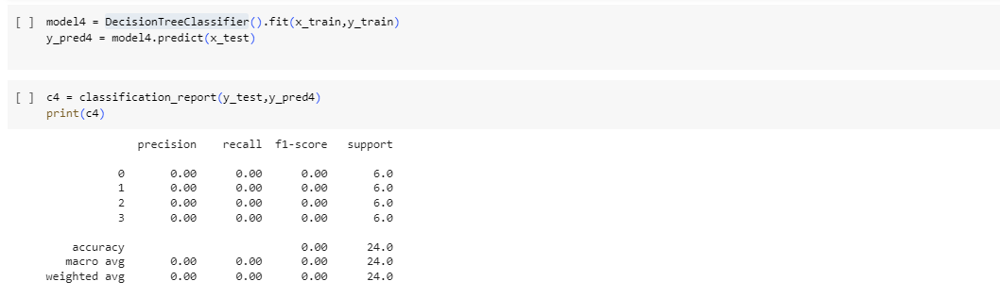 [ ] model4 = DecisionTreeClassifier().fit(x_train,y_train)
y_pred4 = model4.predict(x_test)
[ ] c4 = classification_report(y_test,y_pred4)
print(c4)
precision recall f1-score support
0 0.00 0.00 0.00 6.0
1 0.00 0.00 0.00 6.0
2 0.00 0.00 0.00 6.0
3 0.00 0.00 0.00 6.0
accuracy 0.00 24.0
macro avg 0.00 0.00 0.00 24.0
weighted avg 0.00 0.00 0.00 24.0